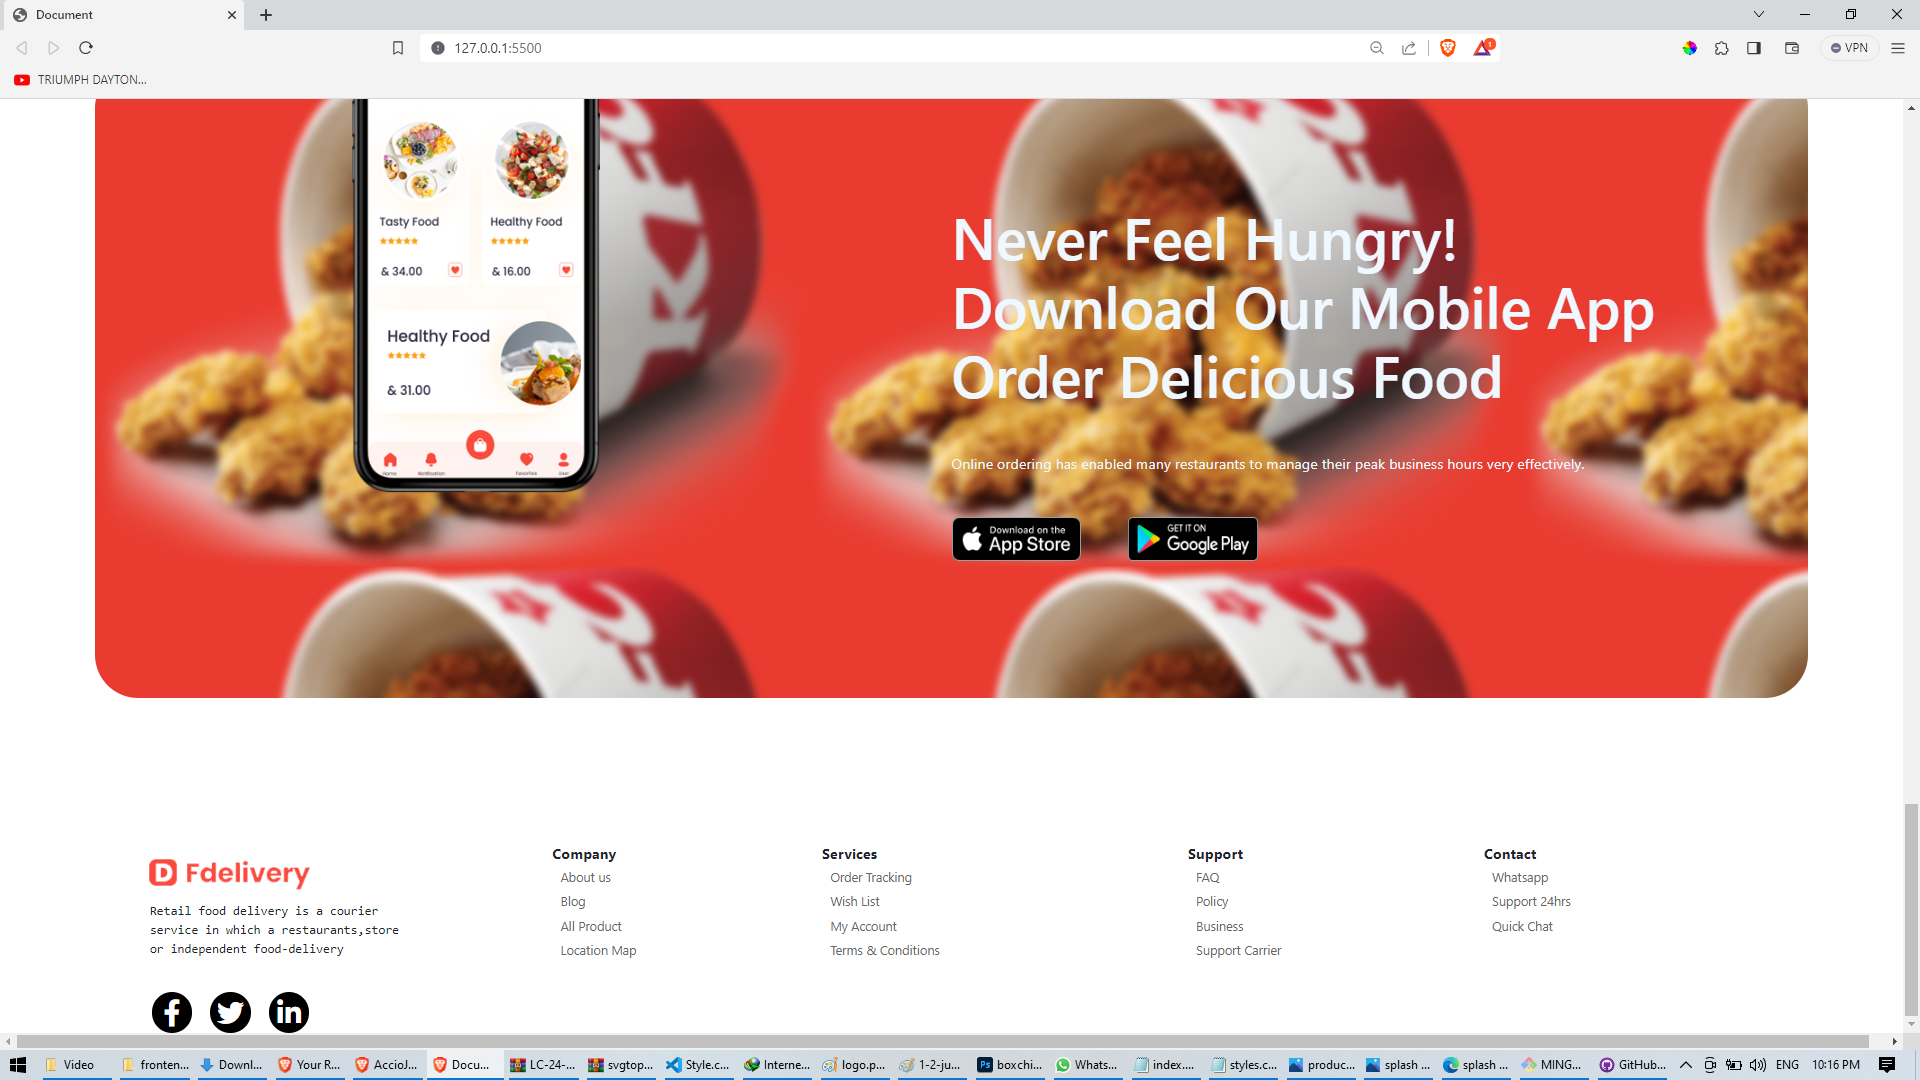 Document
127.0.0.1:5500
1
VPN
TRIUMPH DAYTON...
Tasty Food
Healthy Food
& 34.00
& 16.00
Healthy Food
& 31.00
Home
Notification
Favorites
User
Never Feel Hungry!
Download Our Mobile App
Order Delicious Food
Online ordering has enabled many restaurants to manage their peak business hours very effectively.
Download on the
App Store
GET IT ON
Google Play
D Fdelivery
Retail food delivery is a courier
service in which a restaurants,store
or independent food-delivery
Company
About us
Blog
All Product
Location Map
Services
Order Tracking
Wish List
My Account
Terms & Conditions
Support
FAQ
Policy
Business
Support Carrier
Contact
Whatsapp
Support 24hrs
Quick Chat
Video
fronten...
Downl...
Your R...
AccioJ...
Docu...
LC-24-...
svgtop...
Style.c...
Interne...
logo.p...
1-2-ju...
boxchi...
Whats...
index....
styles.c...
produc...
splash ...
splash ...
MING...
GitHub...
ENG
10:16 PM